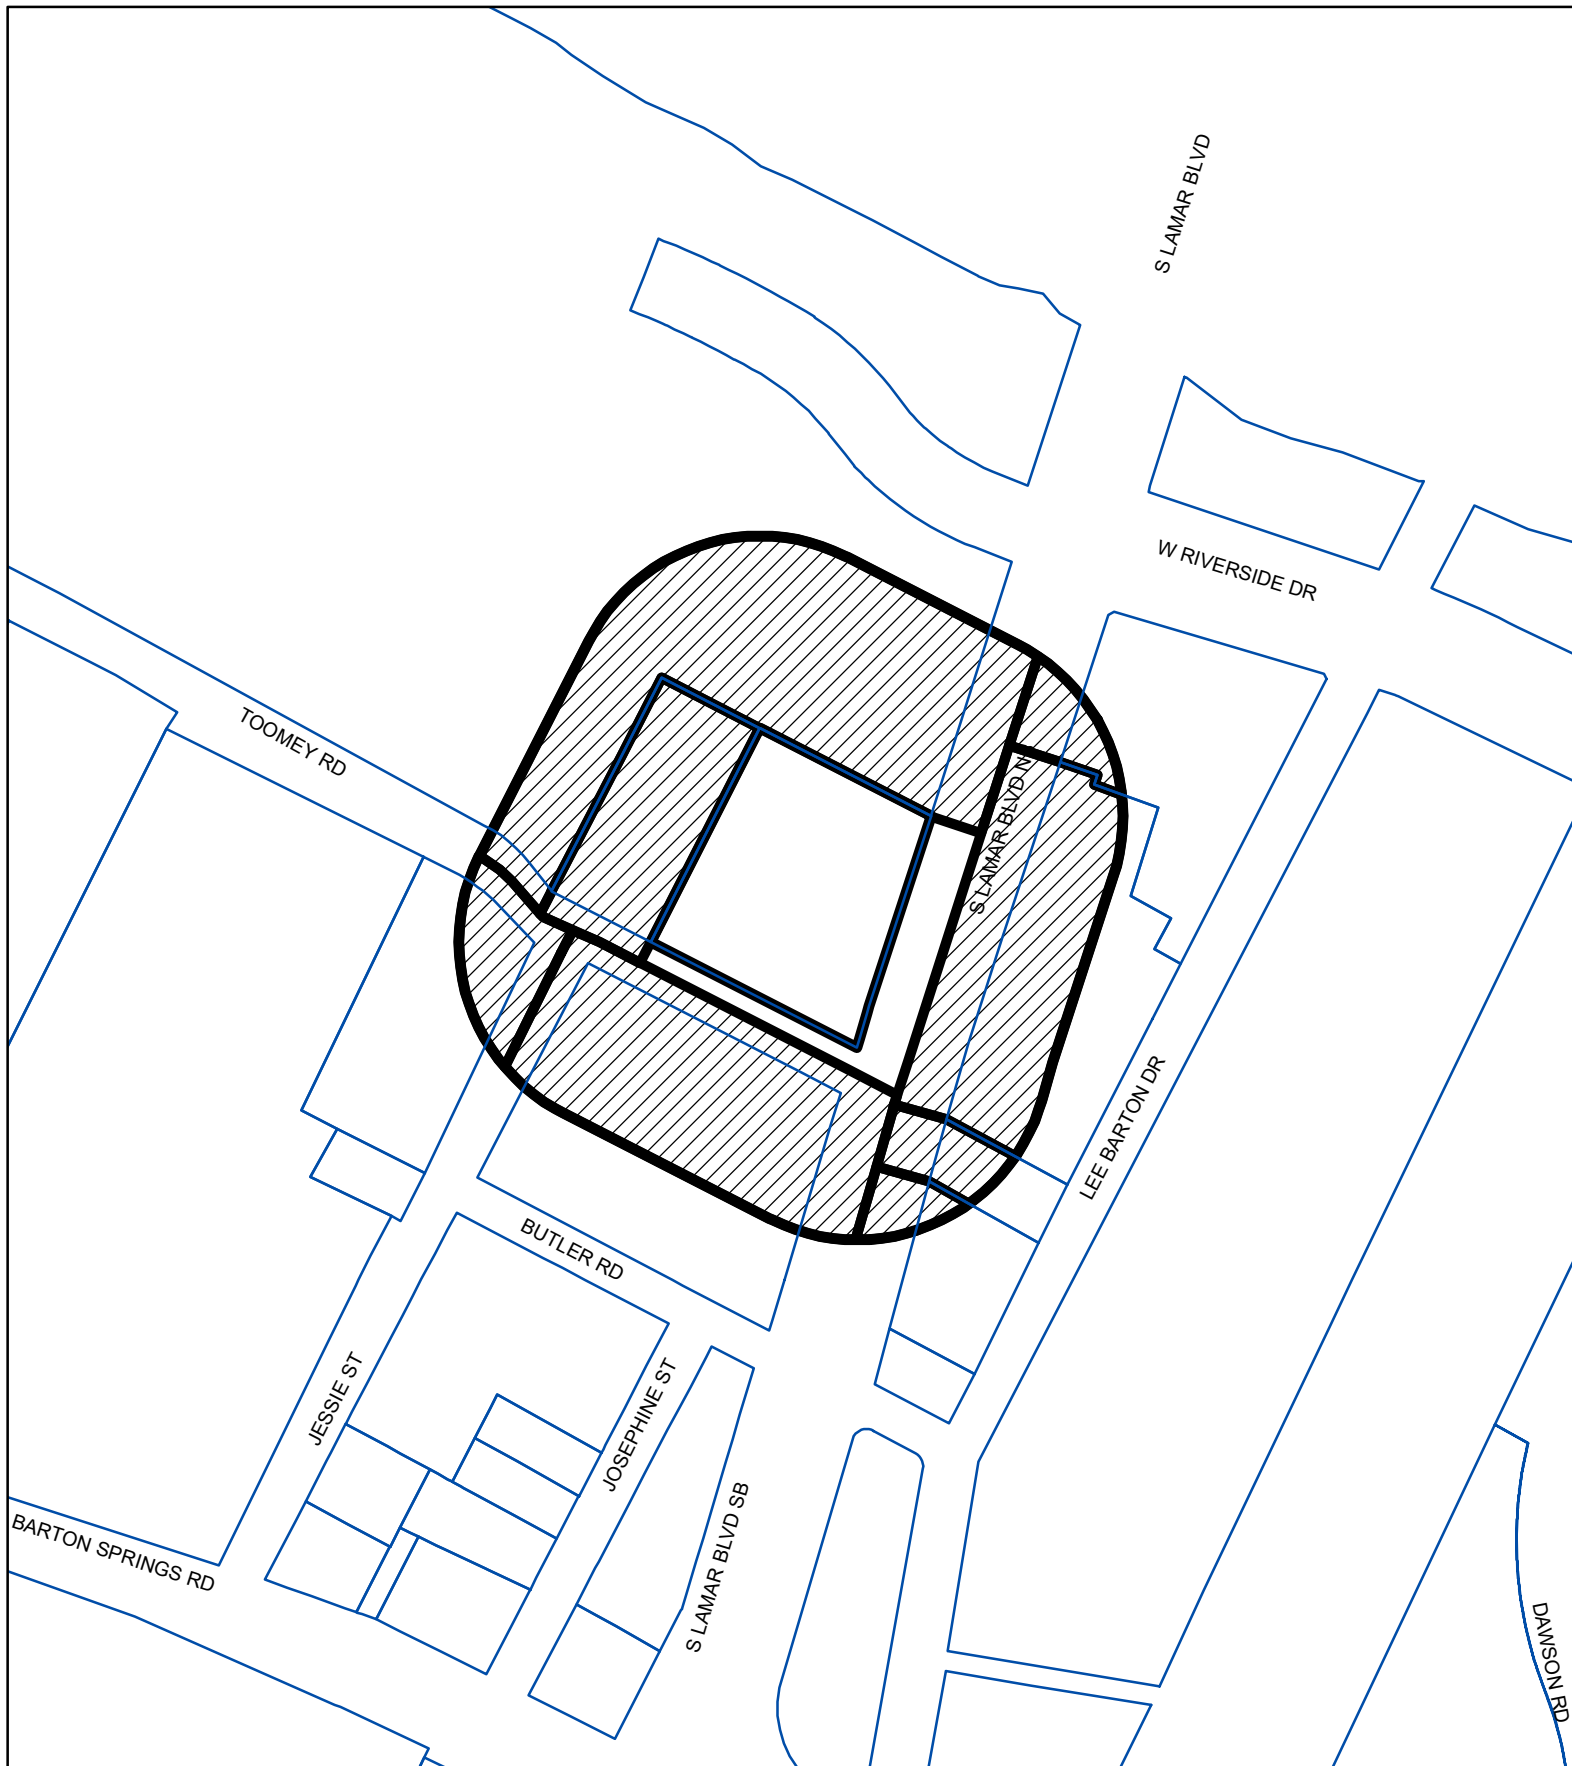 S LAMAR BLVD
W RIVERSIDE DR
TOOMEY RD
S LAMAR BLVD N
LEE BARTON DR
BUTLER RD
JESSIE ST
JOSEPHINE ST
S LAMAR BLVD SB
BARTON SPRINGS RD
DAWSON RD